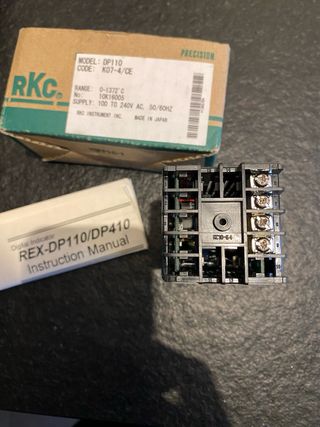 PRECISION
RKC®
MODEL: DP110
CODE: K07-4/CE
RANGE: 0-1372°C
No: 10K16005
SUPPLY: 100 TO 240V AC, 50/60HZ
RKC INSTRUMENT INC. MADE IN JAPAN
Digital Indicator
REX-DP110/DP410
Instruction Manual